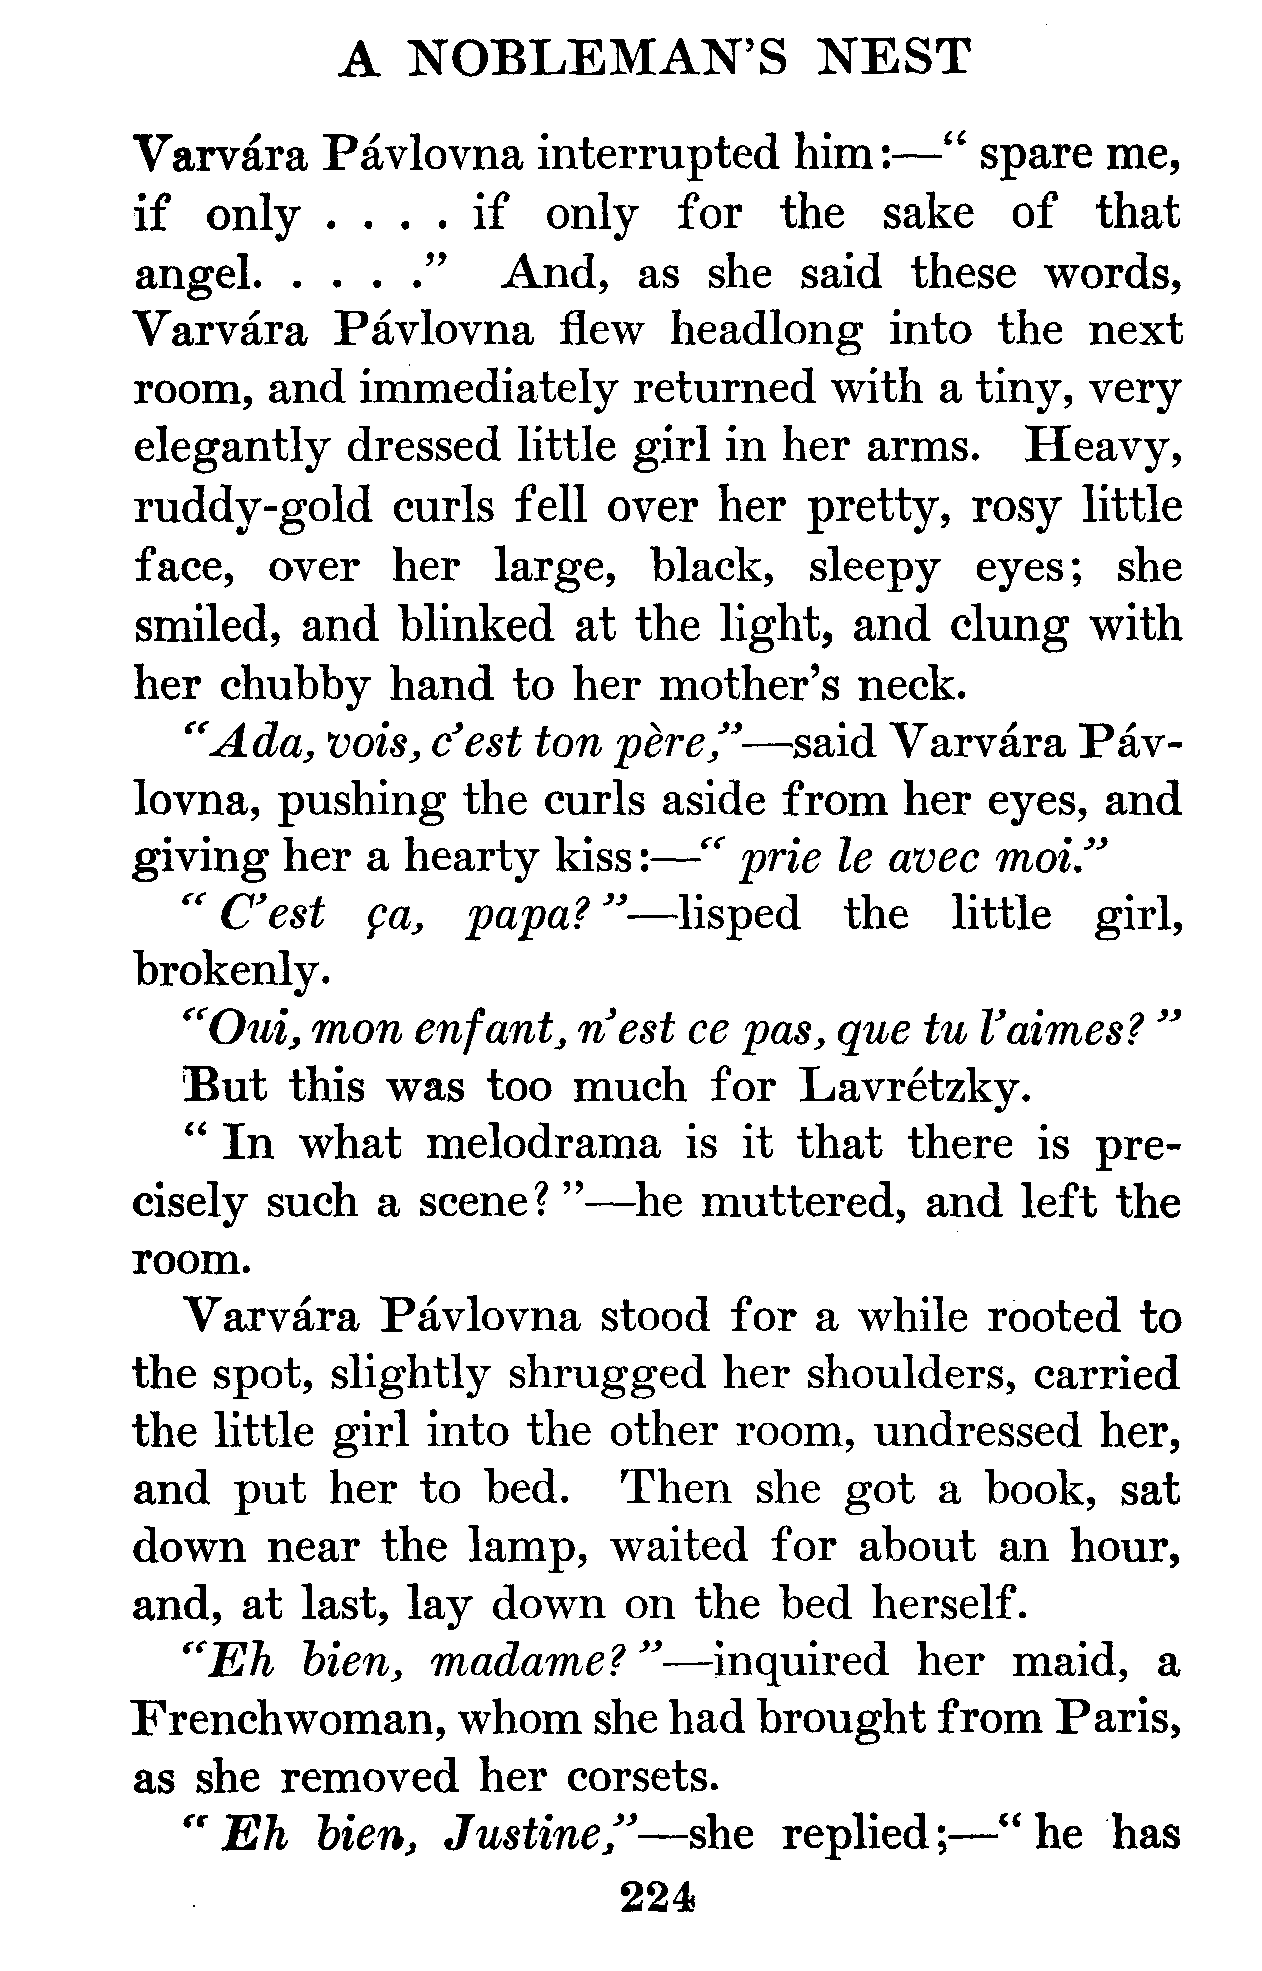 A NOBLEMAN'S NEST
Varvára Pávlovna interrupted him:—“ spare me,
if only . . . . if only for the sake of that
angel. . . . .” And, as she said these words,
Varvára Pávlovna flew headlong into the next
room, and immediately returned with a tiny, very
elegantly dressed little girl in her arms. Heavy,
ruddy-gold curls fell over her pretty, rosy little
face, over her large, black, sleepy eyes; she
smiled, and blinked at the light, and clung with
her chubby hand to her mother's neck.
“Ada, vois, c'est ton père,”—said Varvára Páv-
lovna, pushing the curls aside from her eyes, and
giving her a hearty kiss:—“ prie le avec moi.”
“ C'est ça, papa? ”—lisped the little girl,
brokenly.
“Oui, mon enfant, n'est ce pas, que tu l'aimes? ”
But this was too much for Lavrétzky.
“ In what melodrama is it that there is pre-
cisely such a scene? ”—he muttered, and left the
room.
Varvára Pávlovna stood for a while rooted to
the spot, slightly shrugged her shoulders, carried
the little girl into the other room, undressed her,
and put her to bed. Then she got a book, sat
down near the lamp, waited for about an hour,
and, at last, lay down on the bed herself.
“Eh bien, madame? ”—inquired her maid, a
Frenchwoman, whom she had brought from Paris,
as she removed her corsets.
“ Eh bien, Justine,”—she replied;—“ he has
224